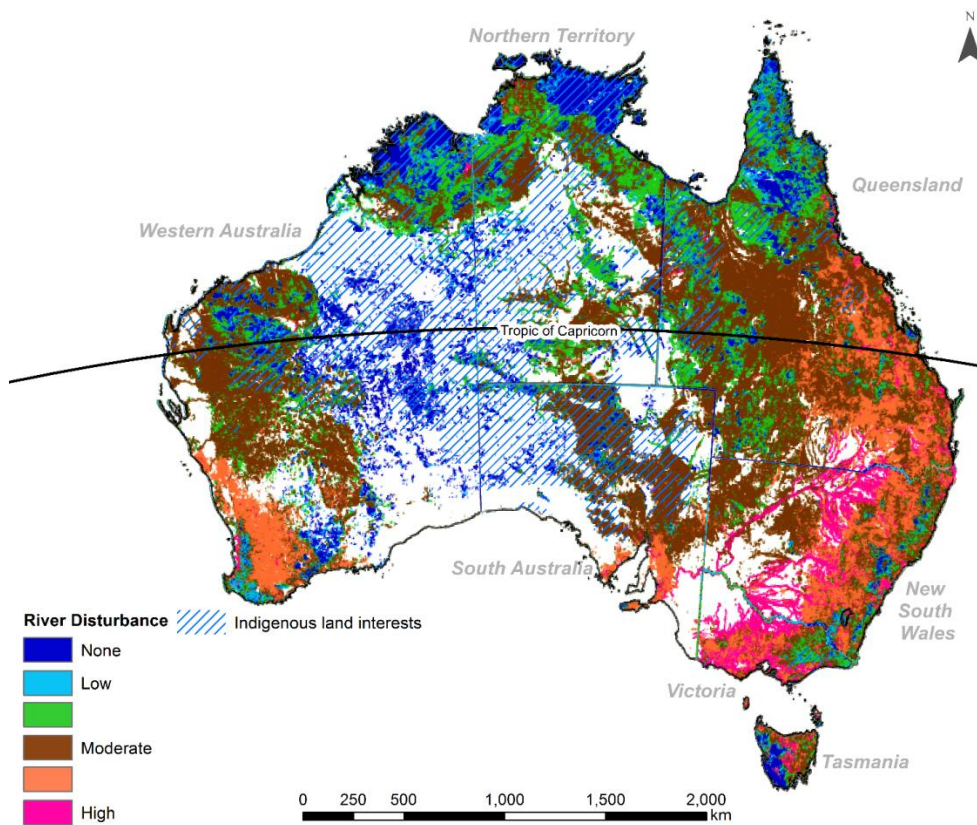 N
Northern Territory
Queensland
Western Australia
Tropic of Capricorn
South Australia
New
South
Wales
Victoria
Tasmania
River Disturbance
Indigenous land interests
None
Low
Moderate
High
0 250 500 1,000 1,500 2,000
km